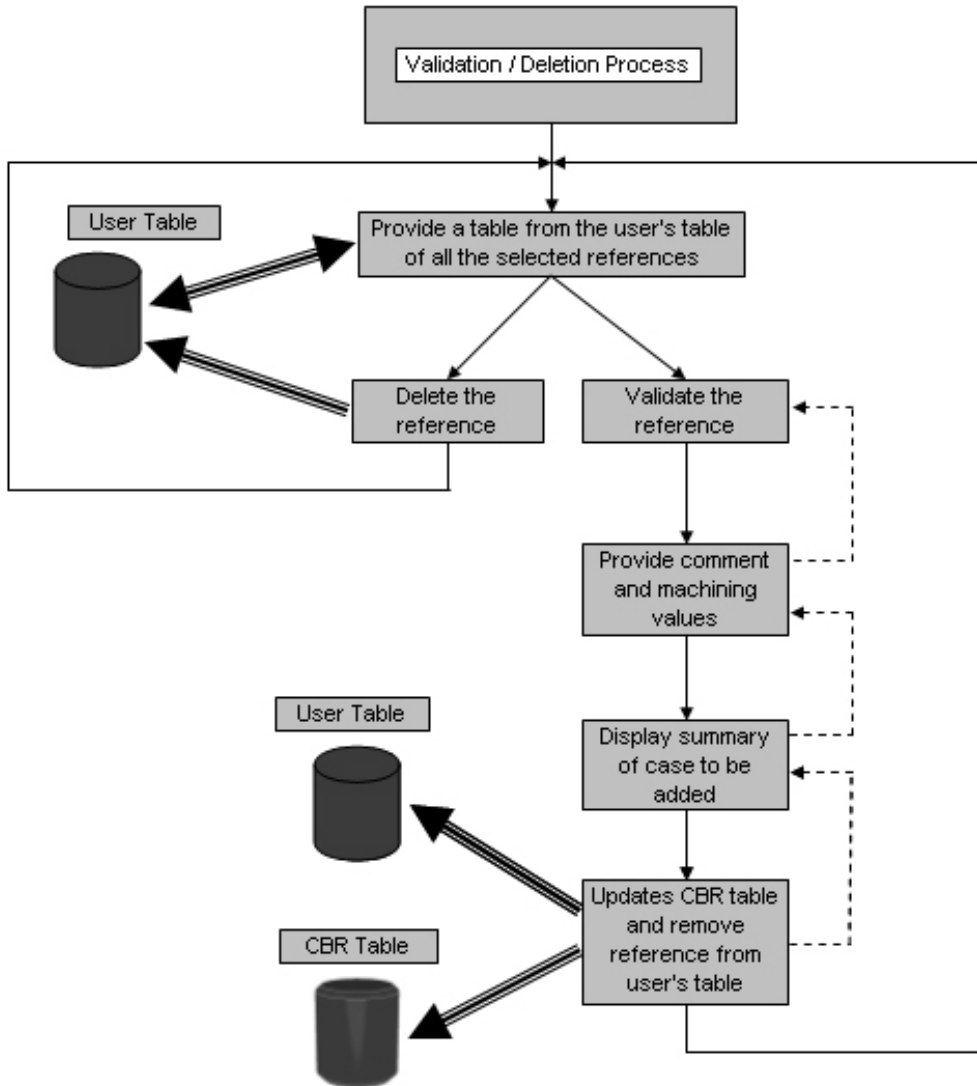 Validation / Deletion Process
User Table
Provide a table from the user's table
of all the selected references
Delete the
reference
Validate the
reference
Provide comment
and machining
values
User Table
Display summary
of case to be
added
CBR Table
Updates CBR table
and remove
reference from
user's table